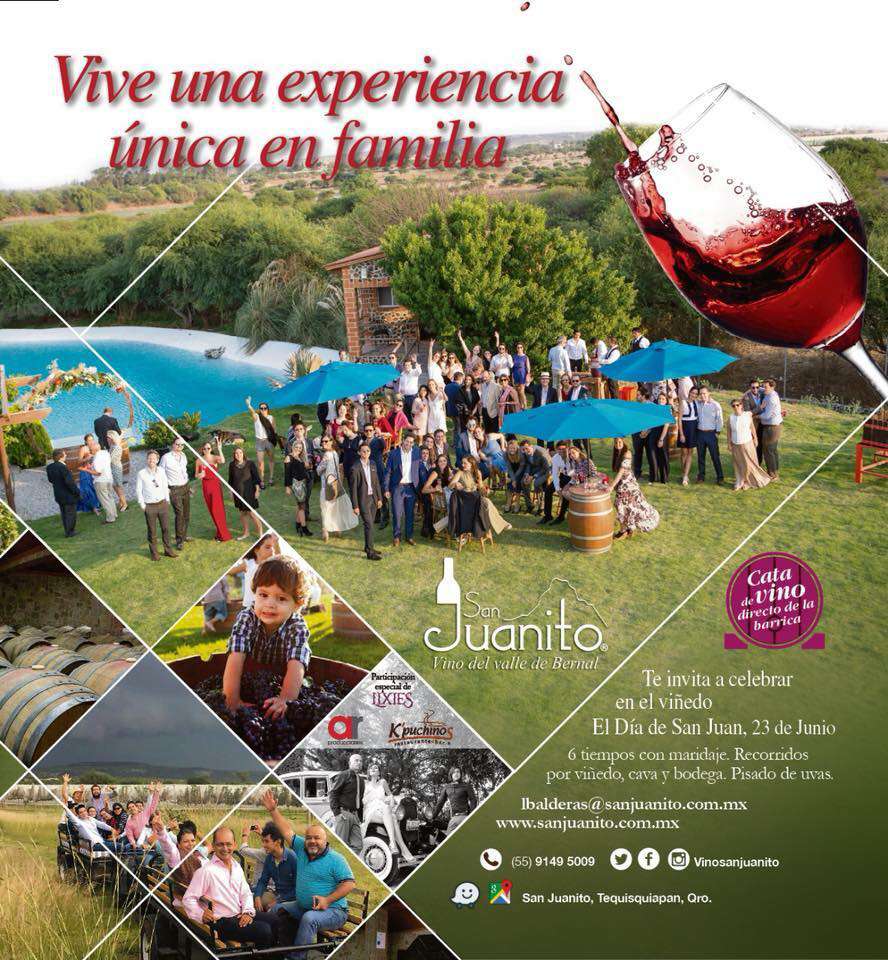 Vive una experiencia
única en familia
Cata
de vino
directo de la
barrica
San
Juanito®
Vino del valle de Bernal
Participación
especial de
ar
producciones
K'puchinos
restaurante-bar
Te invita a celebrar
en el viñedo
El Día de San Juan, 23 de Junio
6 tiempos con maridaje. Recorridos
por viñedo, cava y bodega. Pisado de uvas.
lbalderas@sanjuanito.com.mx
www.sanjuanito.com.mx
(55) 9149 5009
Vinosanjuanito
San Juanito, Tequisquiapan, Qro.